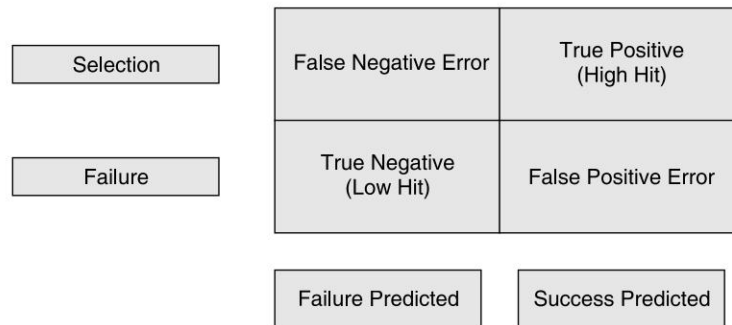 Selection
False Negative Error
True Positive
(High Hit)
Failure
True Negative
(Low Hit)
False Positive Error
Failure Predicted
Success Predicted